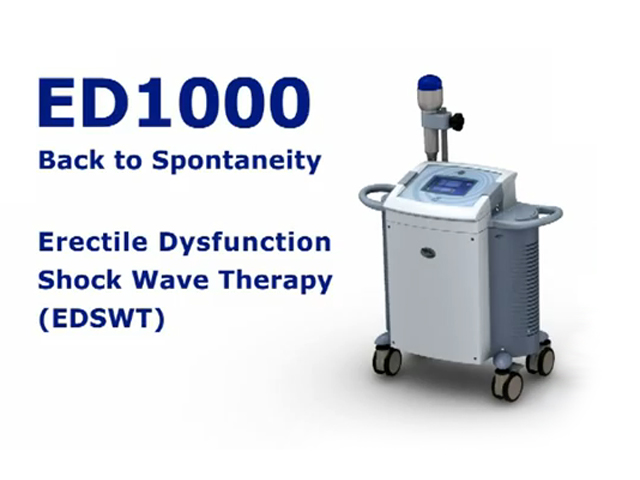 ED1000
Back to Spontaneity
Erectile Dysfunction
Shock Wave Therapy
(EDSWT)